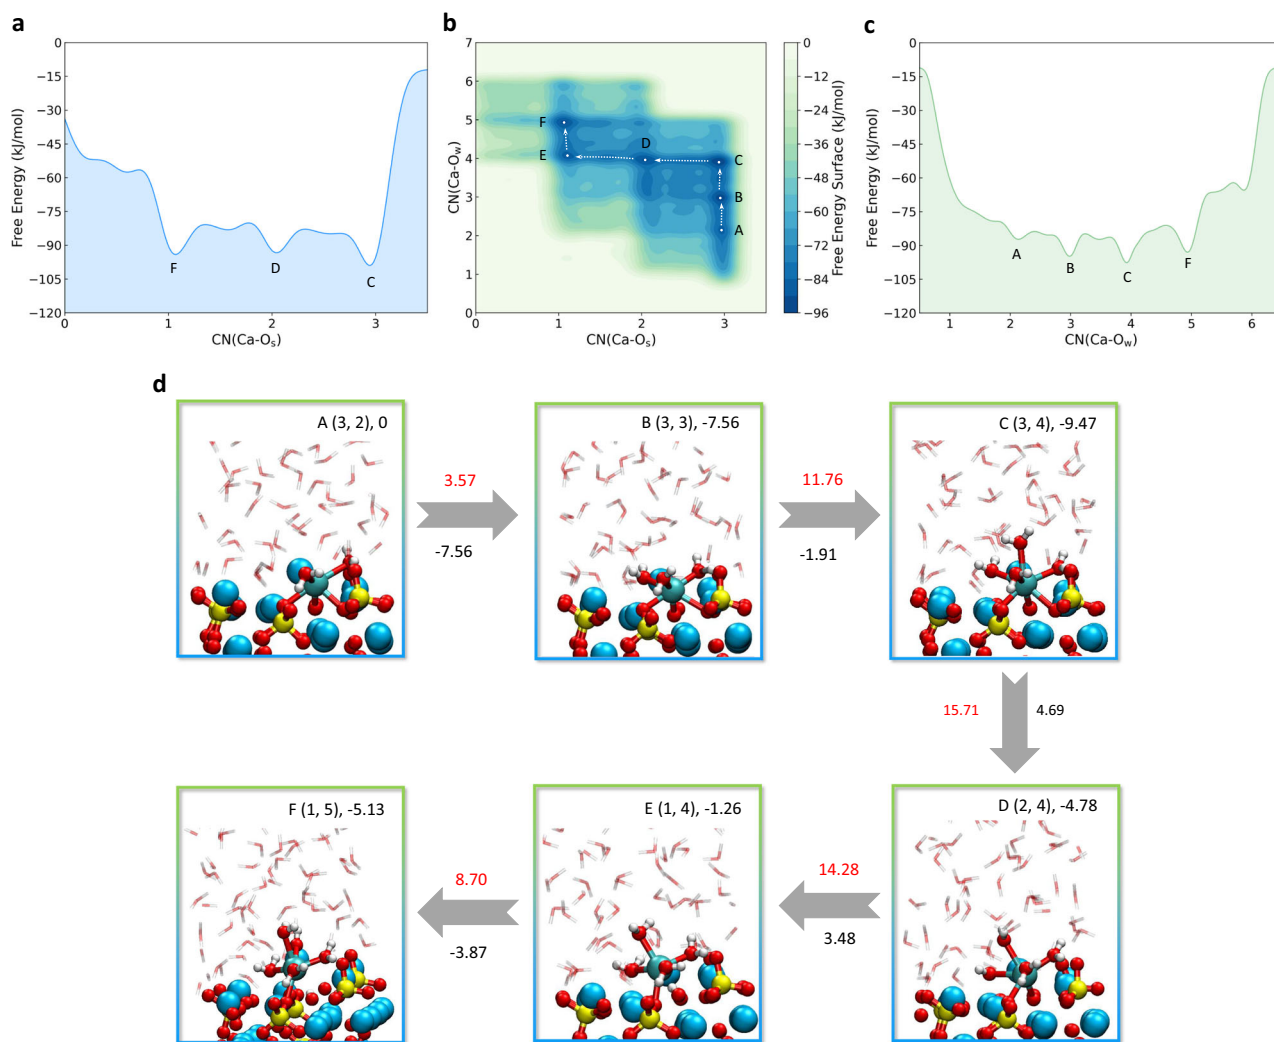 a
0
−15
−30
−45
−60
−75
−90
−105
−120
Free Energy (kJ/mol)
F
D
C
0
1
2
3
CN(Ca-Os)
b
7
6
5
4
3
2
1
0
CN(Ca-Ow)
F
E
D
C
B
A
0
1
2
3
CN(Ca-Os)
0
−12
−24
−36
−48
−60
−72
−84
−96
Free Energy Surface (kJ/mol)
c
0
−15
−30
−45
−60
−75
−90
−105
−120
Free Energy (kJ/mol)
A
B
C
F
1
2
3
4
5
6
CN(Ca-Ow)
d
A (3, 2), 0
3.57
-7.56
B (3, 3), -7.56
11.76
-1.91
C (3, 4), -9.47
15.71
4.69
D (2, 4), -4.78
14.28
3.48
E (1, 4), -1.26
8.70
-3.87
F (1, 5), -5.13